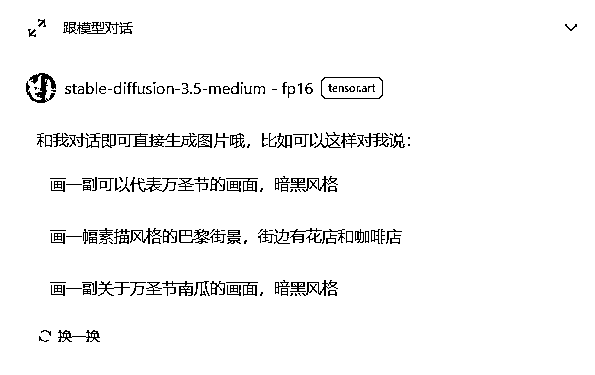 跟模型对话
stable-diffusion-3.5-medium - fp16 tensor.art
和我对话即可直接生成图片哦，比如可以这样对我说：
画一副可以代表万圣节的画面，暗黑风格
画一幅素描风格的巴黎街景，街边有花店和咖啡店
画一副关于万圣节南瓜的画面，暗黑风格
换一换